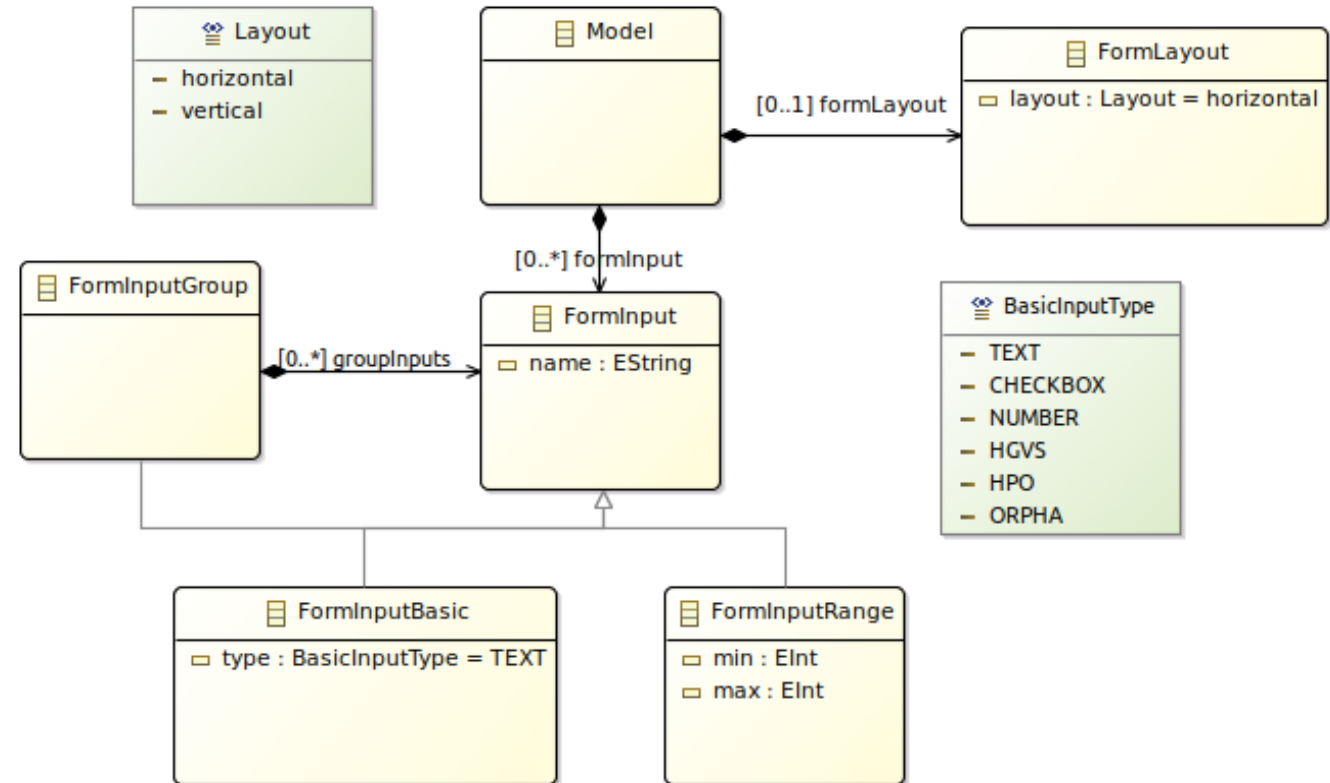 Layout
horizontal
vertical
Model
FormLayout
layout : Layout = horizontal
[0..1] formLayout
[0..*] formInput
FormInputGroup
[0..*] groupInputs
FormInput
name : EString
BasicInputType
TEXT
CHECKBOX
NUMBER
HGVS
HPO
ORPHA
FormInputBasic
type : BasicInputType = TEXT
FormInputRange
min : EInt
max : EInt